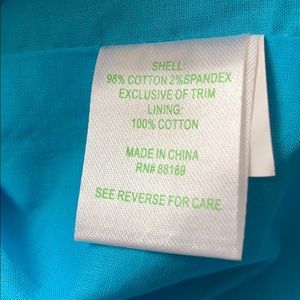 SHELL:
98% COTTON 2%SPANDEX
EXCLUSIVE OF TRIM
LINING:
100% COTTON
MADE IN CHINA
RN# 88189
SEE REVERSE FOR CARE